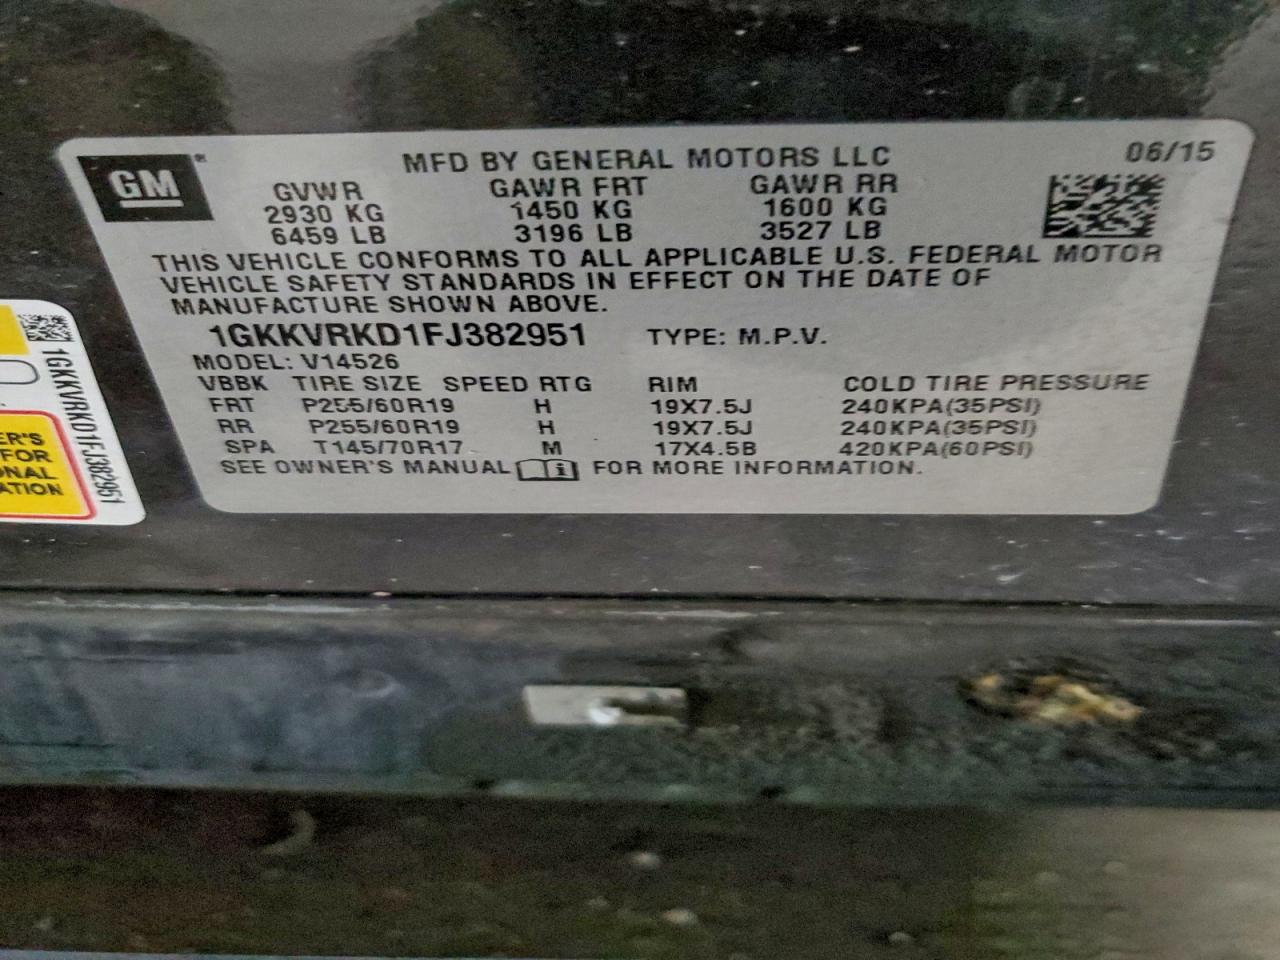 GM
MFD BY GENERAL MOTORS LLC 06/15
GVWR GAWR FRT GAWR RR
2930 KG 1450 KG 1600 KG
6459 LB 3196 LB 3527 LB
THIS VEHICLE CONFORMS TO ALL APPLICABLE U.S. FEDERAL MOTOR
VEHICLE SAFETY STANDARDS IN EFFECT ON THE DATE OF
MANUFACTURE SHOWN ABOVE.
1GKKVRKD1FJ382951 TYPE: M.P.V.
MODEL: V14526
VBBK TIRE SIZE SPEED RTG RIM COLD TIRE PRESSURE
FRT P255/60R19 H 19X7.5J 240KPA(35PSI)
RR P255/60R19 H 19X7.5J 240KPA(35PSI)
SPA T145/70R17 M 17X4.5B 420KPA(60PSI)
SEE OWNER'S MANUAL i FOR MORE INFORMATION.
1GKKVRKD1FJ382951
ER'S
FOR
ONAL
ATION